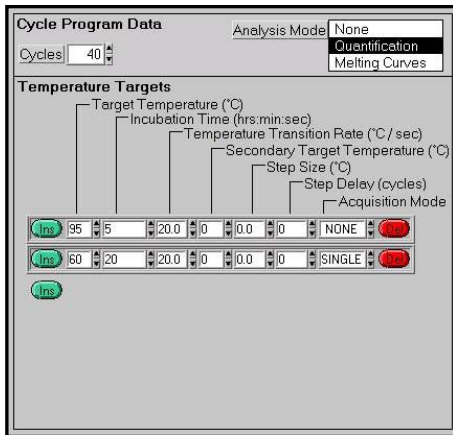 Cycle Program Data
Analysis Mode None
Quantification
Melting Curves
Cycles 40
Temperature Targets
Target Temperature (°C)
Incubation Time (hrs:min:sec)
Temperature Transition Rate (°C / sec)
Secondary Target Temperature (°C)
Step Size (°C)
Step Delay (cycles)
Acquisition Mode
Ins 95 5 20.0 0 0.0 0 NONE Del
Ins 60 20 20.0 0 0.0 0 SINGLE Del
Ins